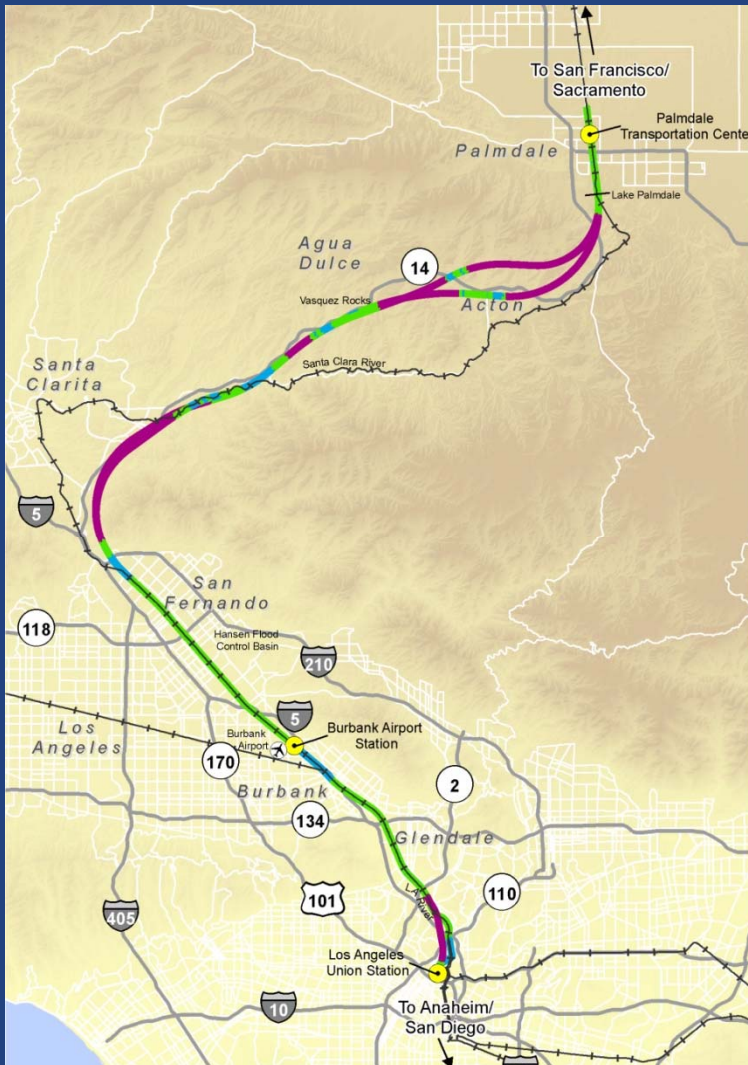 To San Francisco/
Sacramento
Palmdale
Transportation Center
Palmdale
Lake Palmdale
Agua
Dulce
14
Vasquez Rocks
Acton
Santa
Clarita
Santa Clara River
5
San
Fernando
118
Hansen Flood
Control Basin
210
5
Los
Angeles
Burbank
Airport
Burbank Airport
Station
170
2
Burbank
134
Glendale
101
110
LA River
405
Los Angeles
Union Station
10
To Anaheim/
San Diego